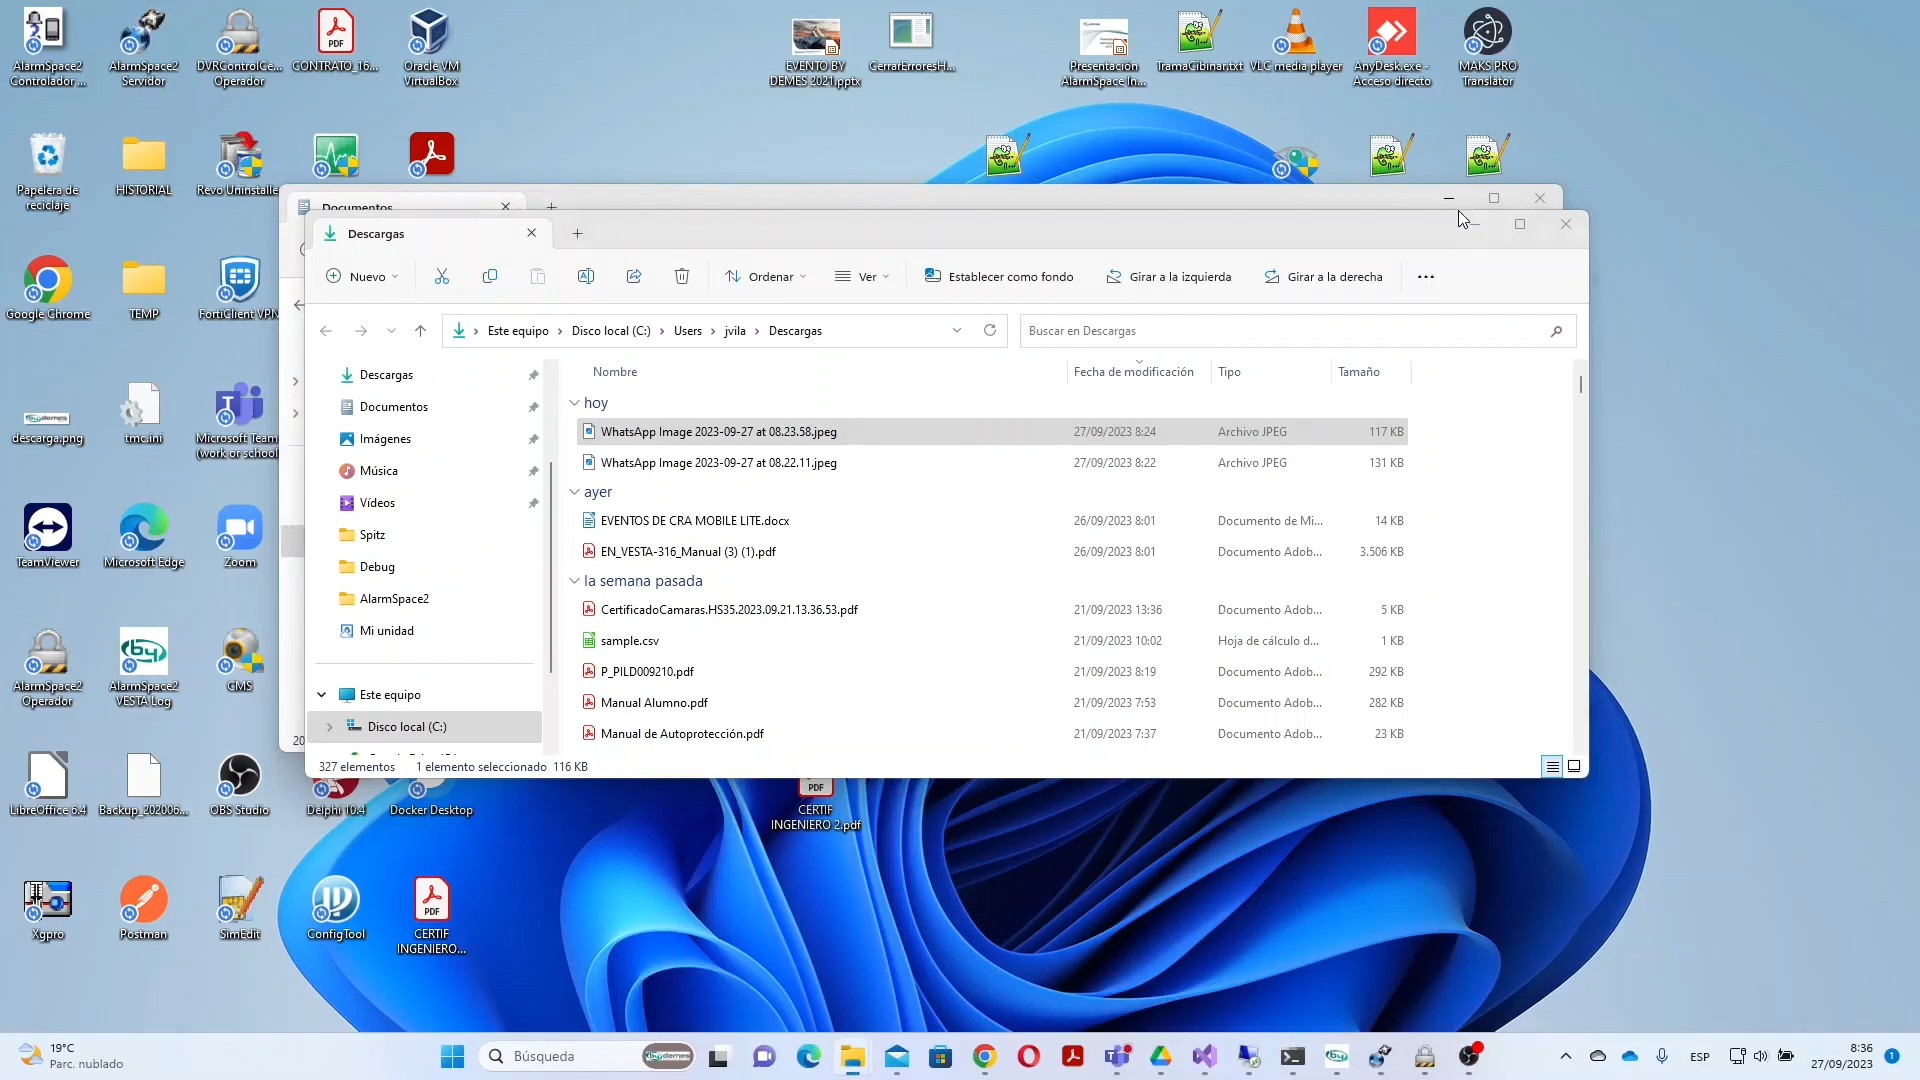 AlarmSpace2
Controlador ...
AlarmSpace2
Servidor
DVRControlCe...
Operador
PDF
CONTRATO_16...
Oracle VM
VirtualBox
EVENTO BY
DEMES 2021.pptx
CerrarErroresH...
Presentación
AlarmSpace In...
TramaCibinar.txt
VLC media player
AnyDesk.exe -
Acceso directo
MAKS PRO
Translator
Papelera de
reciclaje
HISTORIAL
Revo Uninstalle
Documentos
Descargas
Nuevo
Ordenar
Ver
Establecer como fondo
Girar a la izquierda
Girar a la derecha
Google Chrome
TEMP
FortiClient VPN
Este equipo
Disco local (C:)
Users
jvila
Descargas
Buscar en Descargas
Nombre
Fecha de modificación
Tipo
Tamaño
Descargas
Documentos
Imágenes
Música
Vídeos
Spitz
Debug
AlarmSpace2
Mi unidad
Este equipo
Disco local (C:)
hoy
WhatsApp Image 2023-09-27 at 08.23.58.jpeg 27/09/2023 8:24 Archivo JPEG 117 KB
WhatsApp Image 2023-09-27 at 08.22.11.jpeg 27/09/2023 8:22 Archivo JPEG 131 KB
ayer
EVENTOS DE CRA MOBILE LITE.docx 26/09/2023 8:01 Documento de Mi... 14 KB
EN_VESTA-316_Manual (3) (1).pdf 26/09/2023 8:01 Documento Adob... 3.506 KB
la semana pasada
CertificadoCamaras.HS35.2023.09.21.13.36.53.pdf 21/09/2023 13:36 Documento Adob... 5 KB
sample.csv 21/09/2023 10:02 Hoja de cálculo d... 1 KB
P_PILD009210.pdf 21/09/2023 8:19 Documento Adob... 292 KB
Manual Alumno.pdf 21/09/2023 7:53 Documento Adob... 282 KB
Manual de Autoprotección.pdf 21/09/2023 7:37 Documento Adob... 23 KB
20
327 elementos 1 elemento seleccionado 116 KB
descarga.png
tmc.ini
Microsoft Team
(work or school
TeamViewer
Microsoft Edge
Zoom
AlarmSpace2
Operador
by
AlarmSpace2
VESTA Log
CMS
LibreOffice 6.4
Backup_202006...
OBS Studio
Delphi 10.4
Docker Desktop
PDF
CERTIF
INGENIERO 2.pdf
Xgpro
Postman
SimEdit
ConfigTool
PDF
CERTIF
INGENIERO...
19°C
Parc. nublado
Búsqueda
by demes
by
ESP
8:36
27/09/2023
1